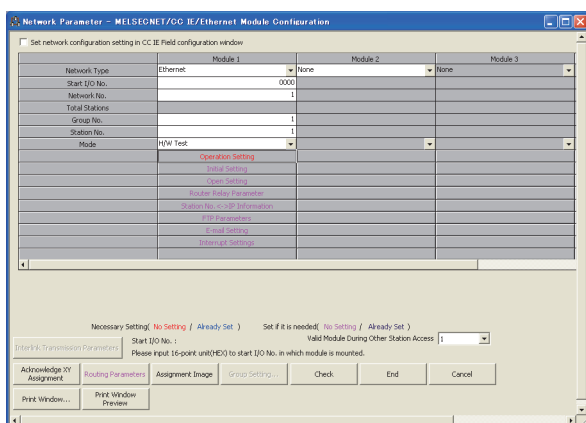 Network Parameter - MELSECNET/CC IE/Ethernet Module Configuration
Set network configuration setting in CC IE Field configuration window
Module 1 Module 2 Module 3
Network Type Ethernet None None
Start I/O No. 0000
Network No. 1
Total Stations
Group No. 1
Station No. 1
Mode H/W Test
Operation Setting
Initial Setting
Open Setting
Router Relay Parameter
Station No. <->IP Information
FTP Parameters
E-mail Setting
Interrupt Settings
Necessary Setting( No Setting / Already Set ) Set if it is needed( No Setting / Already Set )
Interlink Transmission Parameters Start I/O No. : Valid Module During Other Station Access 1
Please input 16-point unit(HEX) to start I/O No. in which module is mounted.
Acknowledge XY Assignment Routing Parameters Assignment Image Group Setting... Check End Cancel
Print Window... Print Window Preview